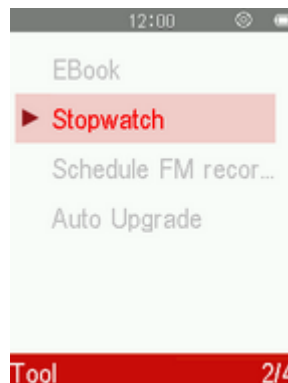 12:00
EBook
Stopwatch
Schedule FM recor...
Auto Upgrade
Tool 2/4